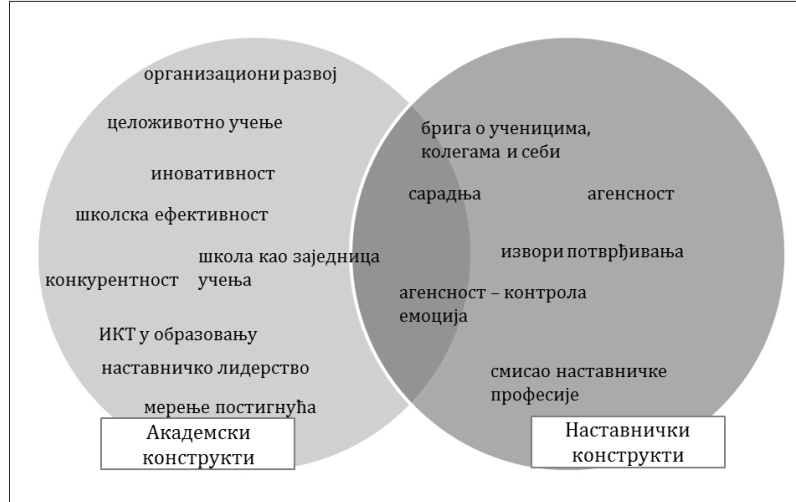 организациони развој
целоживотно учење
иновативност
школска ефективност
школа као заједница
учења
конкурентност
ИКТ у образовању
наставничко лидерство
мерење постигнућа
Академски
конструкти
брига о ученицима,
колегама и себи
сарадња
агенсност
извори потврђивања
агенсност – контрола
емоција
смисао наставничке
професије
Наставнички
конструкти